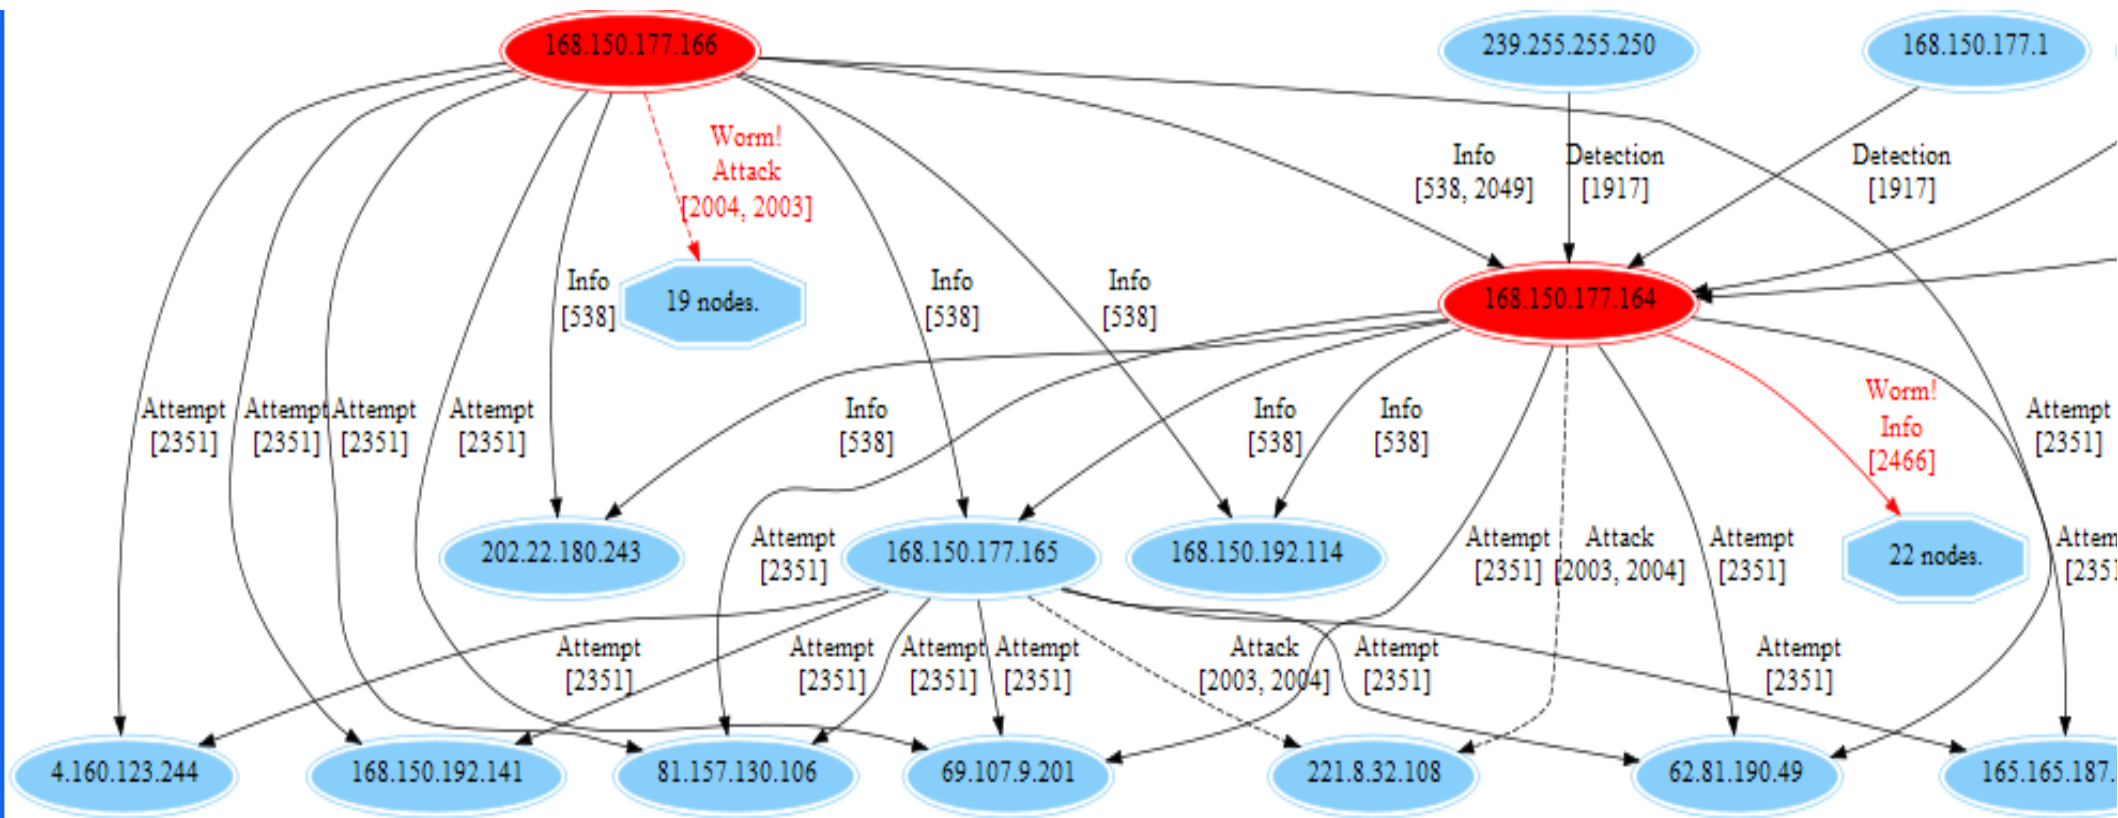 168.150.177.166
239.255.255.250
168.150.177.1
Worm!
Attack
[2004, 2003]
Info
[538, 2049]
Detection
[1917]
Detection
[1917]
Info
[538]
19 nodes.
Info
[538]
Info
[538]
168.150.177.164
Attempt
[2351]
Attempt
[2351]
Attempt
[2351]
Attempt
[2351]
Info
[538]
Info
[538]
Info
[538]
Worm!
Info
[2466]
Attempt
[2351]
202.22.180.243
Attempt
[2351]
168.150.177.165
168.150.192.114
Attempt
[2351]
Attack
[2003, 2004]
Attempt
[2351]
22 nodes.
Attem
[2351
Attempt
[2351]
Attempt
[2351]
Attempt
[2351]
Attempt
[2351]
Attack
[2003, 2004]
Attempt
[2351]
Attempt
[2351]
4.160.123.244
168.150.192.141
81.157.130.106
69.107.9.201
221.8.32.108
62.81.190.49
165.165.187.